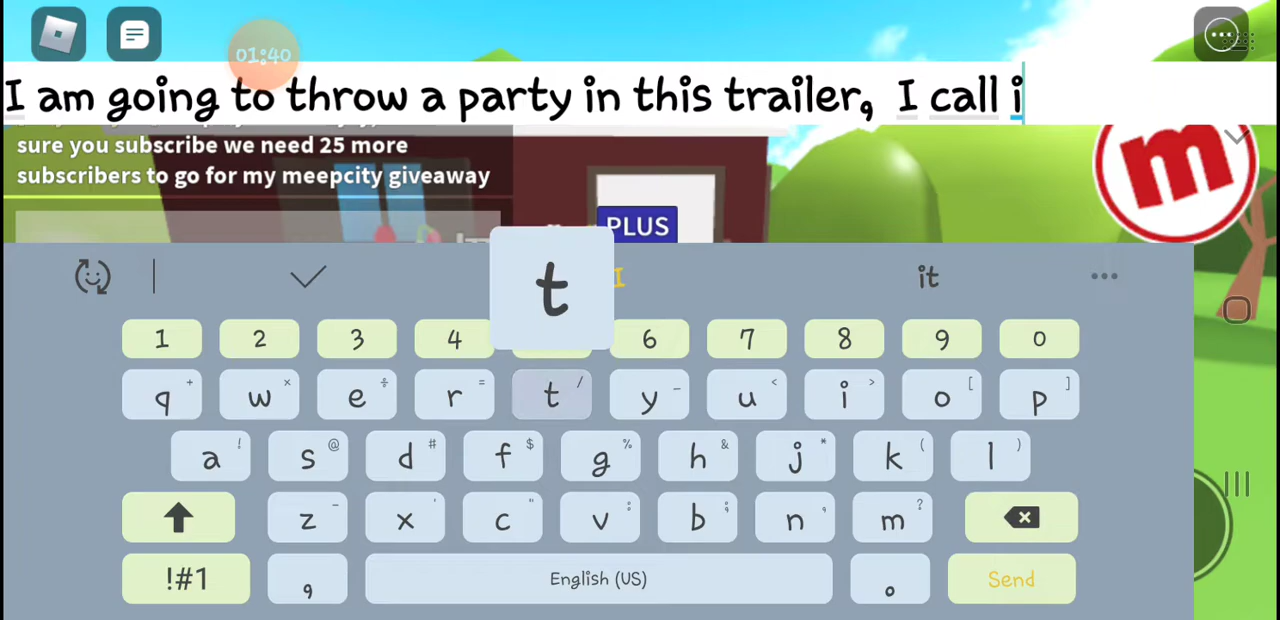 01:40
I am going to throw a party in this trailer,  I call i
sure you subscribe we need 25 more
subscribers to go for my meepcity giveaway
m
PLUS
t
I
it
1 2 3 4 6 7 8 9 0
q + w × e ÷ r = t / y - u < i > o [ p ]
a ! s @ d # f $ g % h & j * k ( l )
z - x ' c " v : b ; n , m ?
!#1 , English (US) . Send